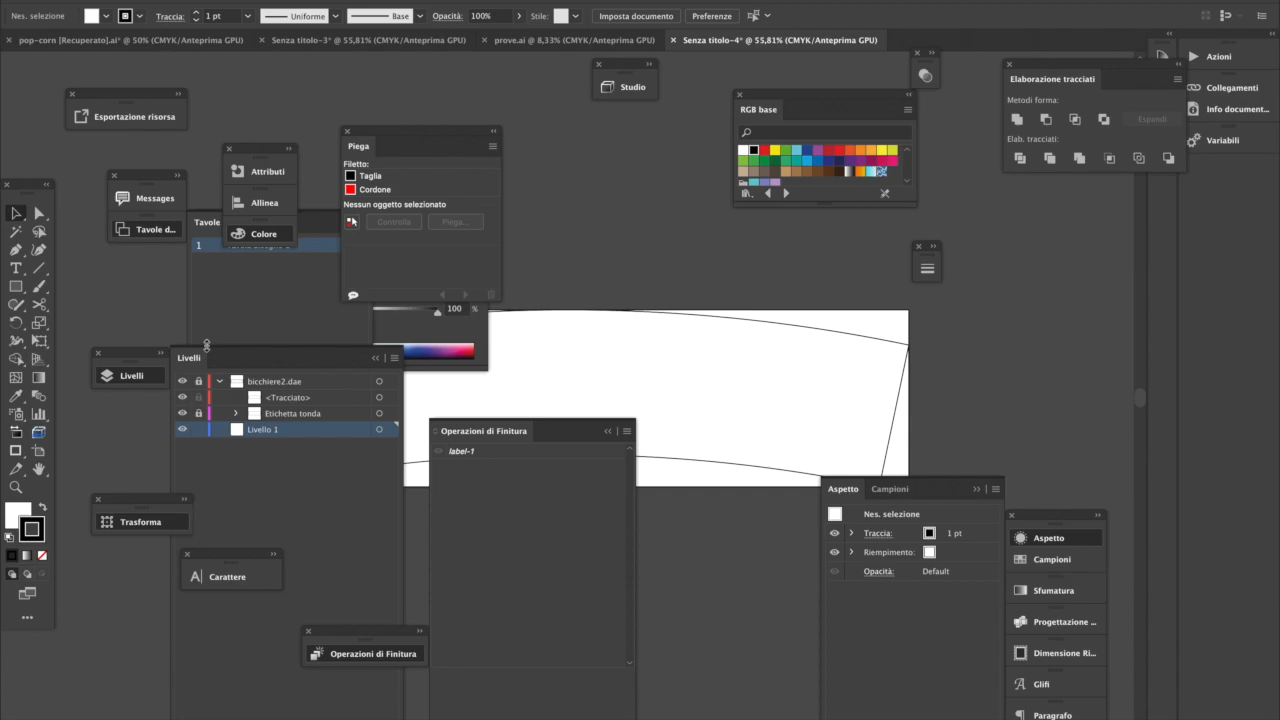 Nes. selezione
Traccia:
1 pt
Uniforme
Base
Opacità:
100%
Stile:
Imposta documento
Preferenze
pop-corn [Recuperato].ai* @ 50% (CMYK/Anteprima GPU)
Senza titolo-3* @ 55,81% (CMYK/Anteprima GPU)
prove.ai @ 8,33% (CMYK/Anteprima GPU)
Senza titolo-4* @ 55,81% (CMYK/Anteprima GPU)
Azioni
Collegamenti
Info document...
Variabili
Elaborazione tracciati
Metodi forma:
Espandi
Elab. tracciati:
Studio
RGB base
Esportazione risorsa
Piega
Filetto:
Taglia
Cordone
Nessun oggetto selezionato
Controlla
Piega...
Attributi
Allinea
Colore
Messages
Tavole d...
Tavole
1
100
%
Livelli
Livelli
bicchiere2.dae
<Tracciato>
Etichetta tonda
Livello 1
Operazioni di Finitura
label-1
Trasforma
Carattere
Operazioni di Finitura
Aspetto
Campioni
Nes. selezione
Traccia:
1 pt
Riempimento:
Opacità:
Default
Aspetto
Campioni
Sfumatura
Progettazione ...
Dimensione Ri...
Glifi
Paragrafo